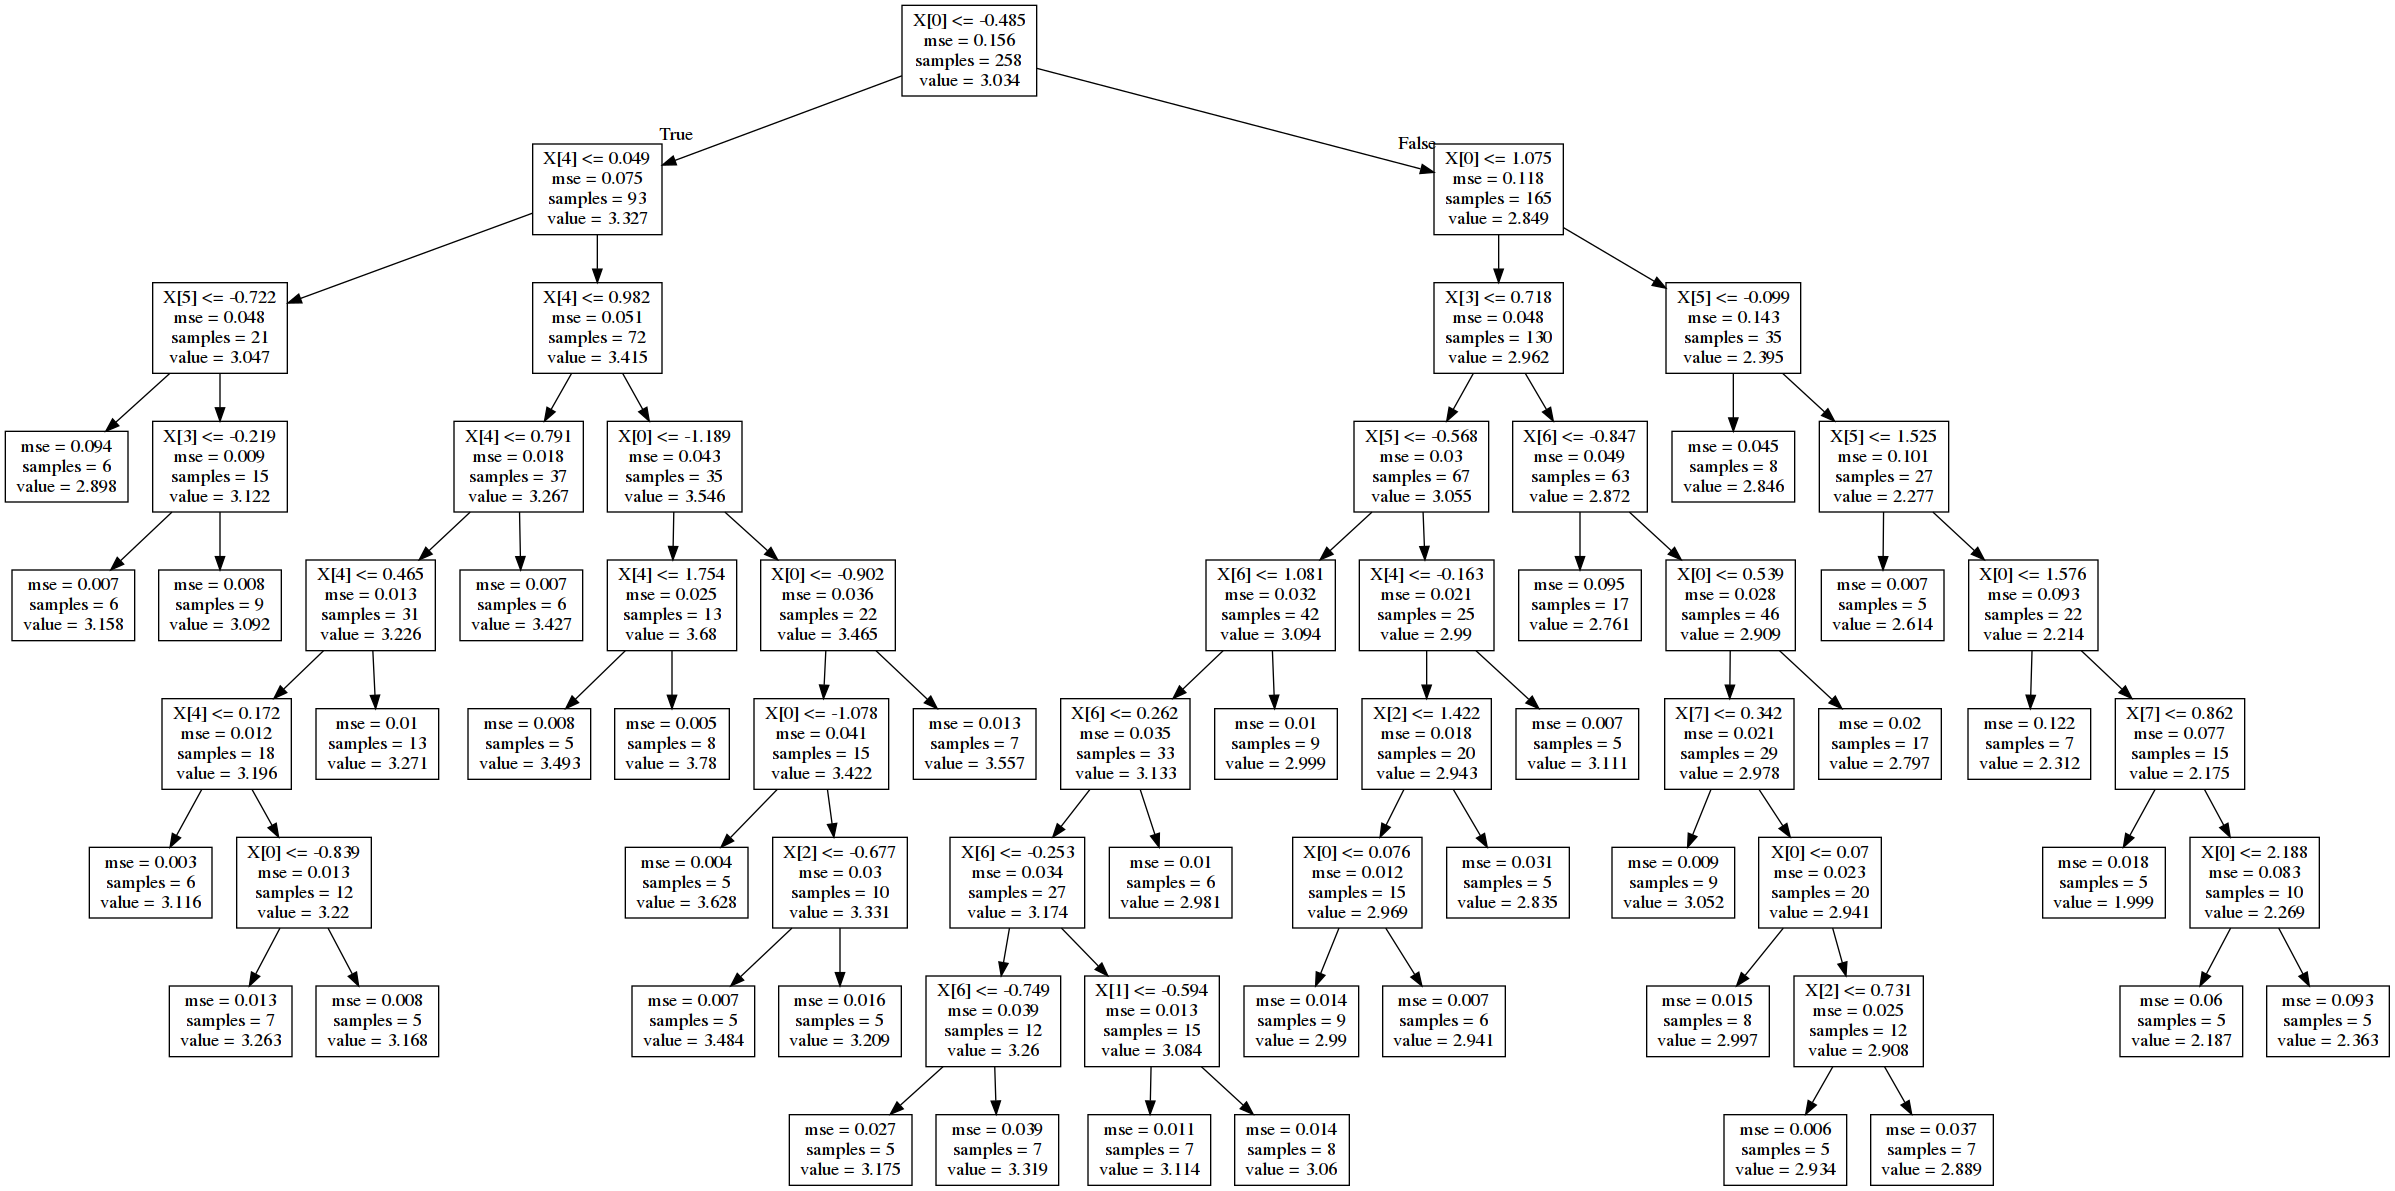 X[0] <= -0.485
mse = 0.156
samples = 258
value = 3.034
True
False
X[4] <= 0.049
mse = 0.075
samples = 93
value = 3.327
X[0] <= 1.075
mse = 0.118
samples = 165
value = 2.849
X[5] <= -0.722
mse = 0.048
samples = 21
value = 3.047
X[4] <= 0.982
mse = 0.051
samples = 72
value = 3.415
X[3] <= 0.718
mse = 0.048
samples = 130
value = 2.962
X[5] <= -0.099
mse = 0.143
samples = 35
value = 2.395
mse = 0.094
samples = 6
value = 2.898
X[3] <= -0.219
mse = 0.009
samples = 15
value = 3.122
X[4] <= 0.791
mse = 0.018
samples = 37
value = 3.267
X[0] <= -1.189
mse = 0.043
samples = 35
value = 3.546
X[5] <= -0.568
mse = 0.03
samples = 67
value = 3.055
X[6] <= -0.847
mse = 0.049
samples = 63
value = 2.872
mse = 0.045
samples = 8
value = 2.846
X[5] <= 1.525
mse = 0.101
samples = 27
value = 2.277
mse = 0.007
samples = 6
value = 3.158
mse = 0.008
samples = 9
value = 3.092
X[4] <= 0.465
mse = 0.013
samples = 31
value = 3.226
mse = 0.007
samples = 6
value = 3.427
X[4] <= 1.754
mse = 0.025
samples = 13
value = 3.68
X[0] <= -0.902
mse = 0.036
samples = 22
value = 3.465
X[6] <= 1.081
mse = 0.032
samples = 42
value = 3.094
X[4] <= -0.163
mse = 0.021
samples = 25
value = 2.99
mse = 0.095
samples = 17
value = 2.761
X[0] <= 0.539
mse = 0.028
samples = 46
value = 2.909
mse = 0.007
samples = 5
value = 2.614
X[0] <= 1.576
mse = 0.093
samples = 22
value = 2.214
X[4] <= 0.172
mse = 0.012
samples = 18
value = 3.196
mse = 0.01
samples = 13
value = 3.271
mse = 0.008
samples = 5
value = 3.493
mse = 0.005
samples = 8
value = 3.78
X[0] <= -1.078
mse = 0.041
samples = 15
value = 3.422
mse = 0.013
samples = 7
value = 3.557
X[6] <= 0.262
mse = 0.035
samples = 33
value = 3.133
mse = 0.01
samples = 9
value = 2.999
X[2] <= 1.422
mse = 0.018
samples = 20
value = 2.943
mse = 0.007
samples = 5
value = 3.111
X[7] <= 0.342
mse = 0.021
samples = 29
value = 2.978
mse = 0.02
samples = 17
value = 2.797
mse = 0.122
samples = 7
value = 2.312
X[7] <= 0.862
mse = 0.077
samples = 15
value = 2.175
mse = 0.003
samples = 6
value = 3.116
X[0] <= -0.839
mse = 0.013
samples = 12
value = 3.22
mse = 0.004
samples = 5
value = 3.628
X[2] <= -0.677
mse = 0.03
samples = 10
value = 3.331
X[6] <= -0.253
mse = 0.034
samples = 27
value = 3.174
mse = 0.01
samples = 6
value = 2.981
X[0] <= 0.076
mse = 0.012
samples = 15
value = 2.969
mse = 0.031
samples = 5
value = 2.835
mse = 0.009
samples = 9
value = 3.052
X[0] <= 0.07
mse = 0.023
samples = 20
value = 2.941
mse = 0.018
samples = 5
value = 1.999
X[0] <= 2.188
mse = 0.083
samples = 10
value = 2.269
mse = 0.013
samples = 7
value = 3.263
mse = 0.008
samples = 5
value = 3.168
mse = 0.007
samples = 5
value = 3.484
mse = 0.016
samples = 5
value = 3.209
X[6] <= -0.749
mse = 0.039
samples = 12
value = 3.26
X[1] <= -0.594
mse = 0.013
samples = 15
value = 3.084
mse = 0.014
samples = 9
value = 2.99
mse = 0.007
samples = 6
value = 2.941
mse = 0.015
samples = 8
value = 2.997
X[2] <= 0.731
mse = 0.025
samples = 12
value = 2.908
mse = 0.06
samples = 5
value = 2.187
mse = 0.093
samples = 5
value = 2.363
mse = 0.027
samples = 5
value = 3.175
mse = 0.039
samples = 7
value = 3.319
mse = 0.011
samples = 7
value = 3.114
mse = 0.014
samples = 8
value = 3.06
mse = 0.006
samples = 5
value = 2.934
mse = 0.037
samples = 7
value = 2.889